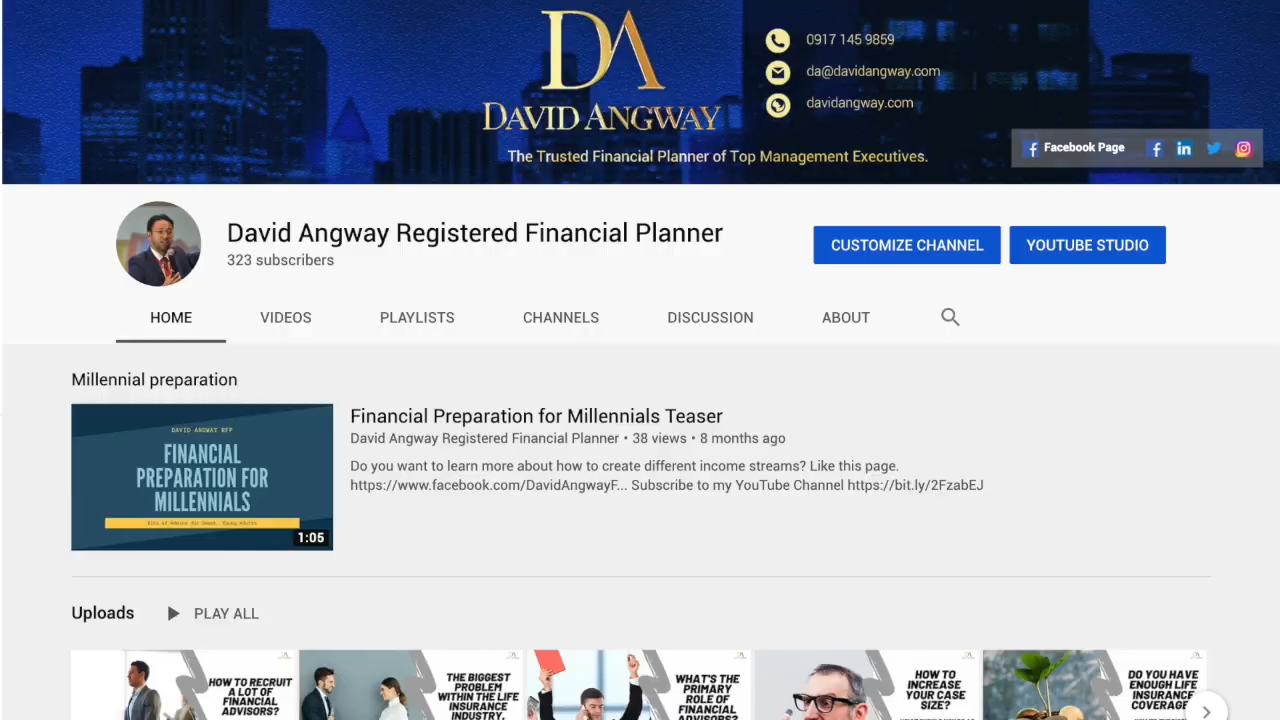 DA
DAVID ANGWAY
The Trusted Financial Planner of Top Management Executives.
0917 145 9859
da@davidangway.com
davidangway.com
Facebook Page
David Angway Registered Financial Planner
323 subscribers
CUSTOMIZE CHANNEL
YOUTUBE STUDIO
HOME VIDEOS PLAYLISTS CHANNELS DISCUSSION ABOUT
Millennial preparation
DAVID ANGWAY RFP
FINANCIAL
PREPARATION FOR
MILLENNIALS
1:05
Financial Preparation for Millennials Teaser
David Angway Registered Financial Planner • 38 views • 8 months ago
Do you want to learn more about how to create different income streams? Like this page.
https://www.facebook.com/DavidAngwayF... Subscribe to my YouTube Channel https://bit.ly/2FzabEJ
Uploads PLAY ALL
HOW TO RECRUIT
A LOT OF
FINANCIAL
ADVISORS?
THE BIGGEST
PROBLEM
WITHIN THE LIFE
INSURANCE
INDUSTRY,
WHAT'S THE
PRIMARY
ROLE OF
FINANCIAL
ADVISORS?
HOW TO
INCREASE
YOUR CASE
SIZE?
DO YOU HAVE
ENOUGH LIFE
INSURANCE
COVERAGE